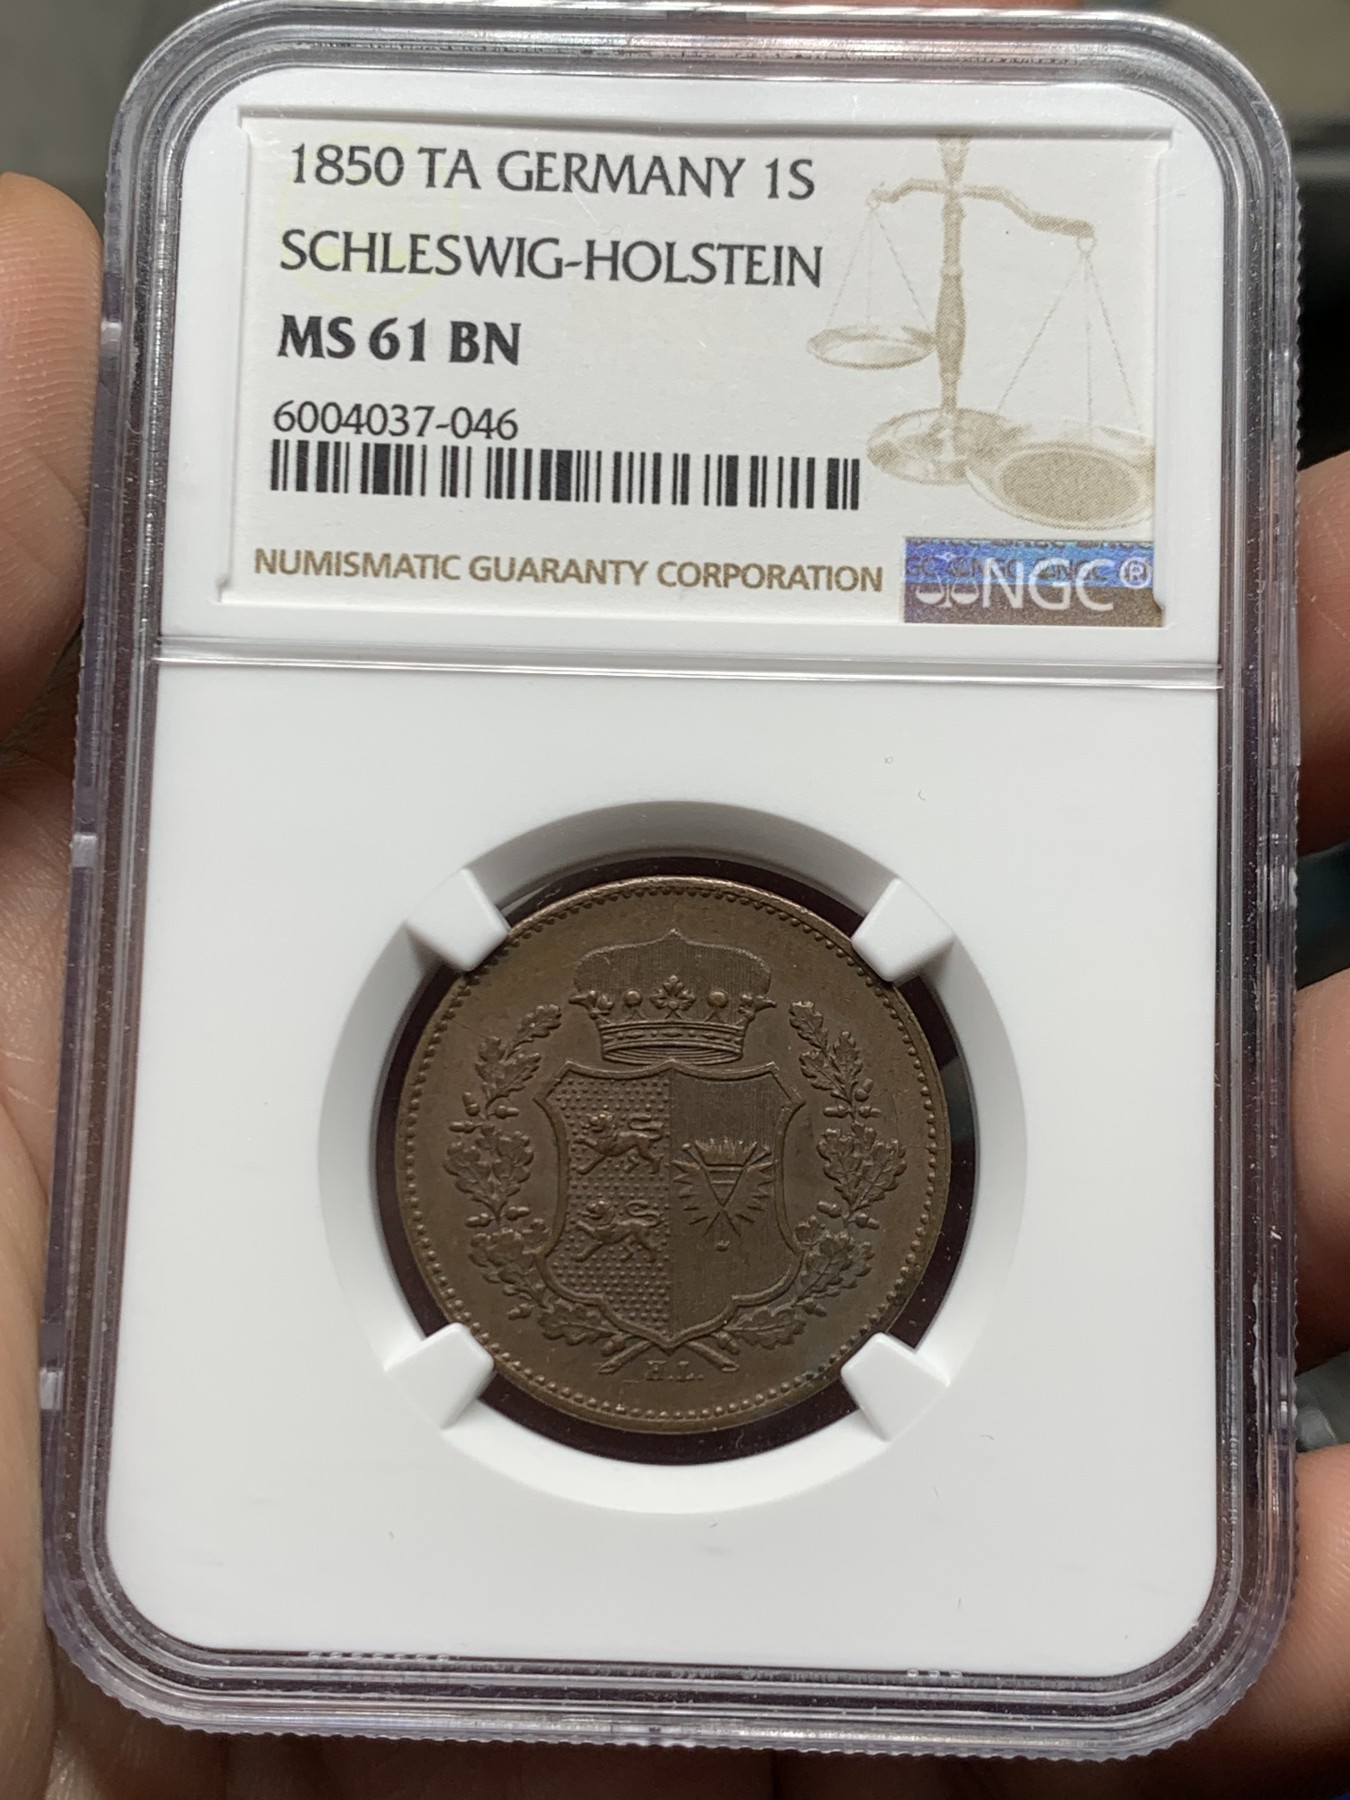 1850 TA GERMANY 1S
SCHLESWIG-HOLSTEIN
MS 61 BN
6004037-046
NUMISMATIC GUARANTY CORPORATION
NGC®
H.L.